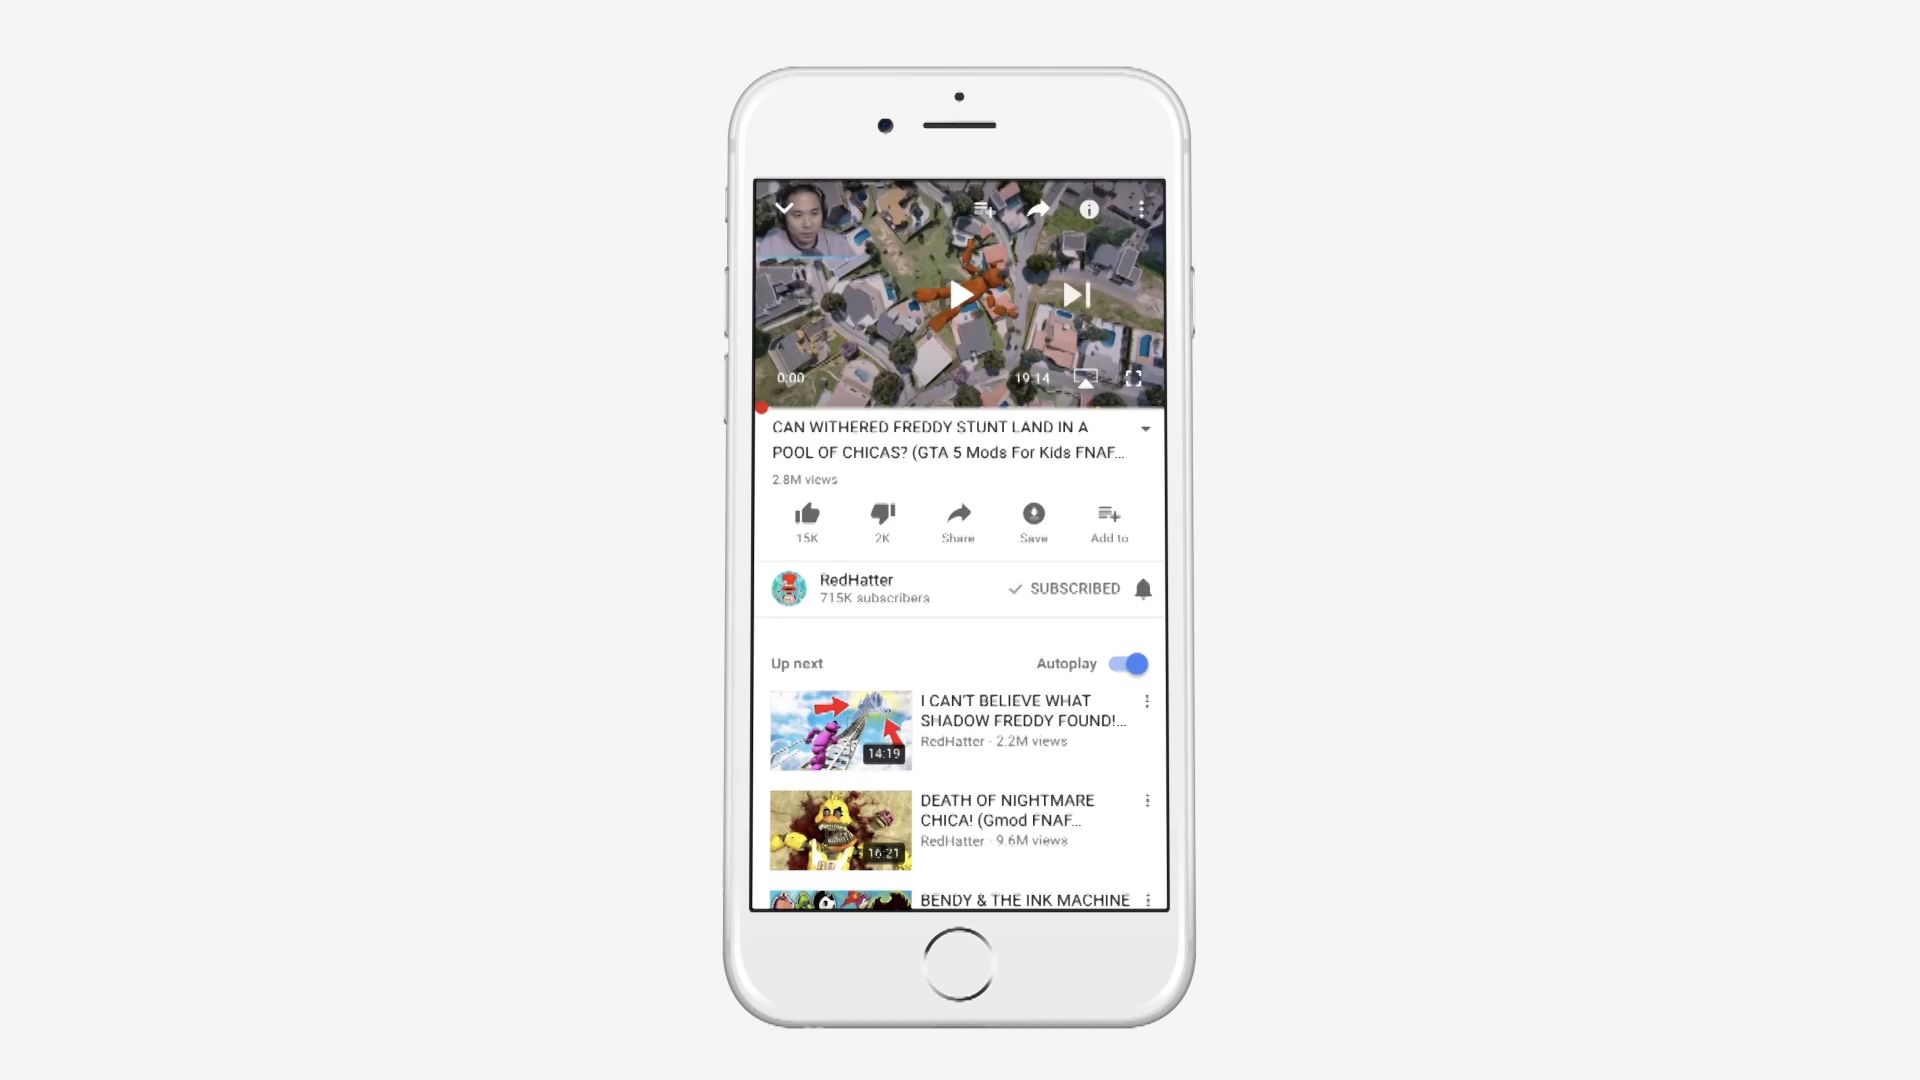 0:00
19:14
CAN WITHERED FREDDY STUNT LAND IN A
POOL OF CHICAS? (GTA 5 Mods For Kids FNAF...
2.8M views
15K
2K
Share
Save
Add to
RedHatter
715K subscribers
SUBSCRIBED
Up next
Autoplay
I CAN'T BELIEVE WHAT
SHADOW FREDDY FOUND!...
RedHatter · 2.2M views
14:19
DEATH OF NIGHTMARE
CHICA! (Gmod FNAF...
RedHatter · 9.6M views
16:21
BENDY & THE INK MACHINE